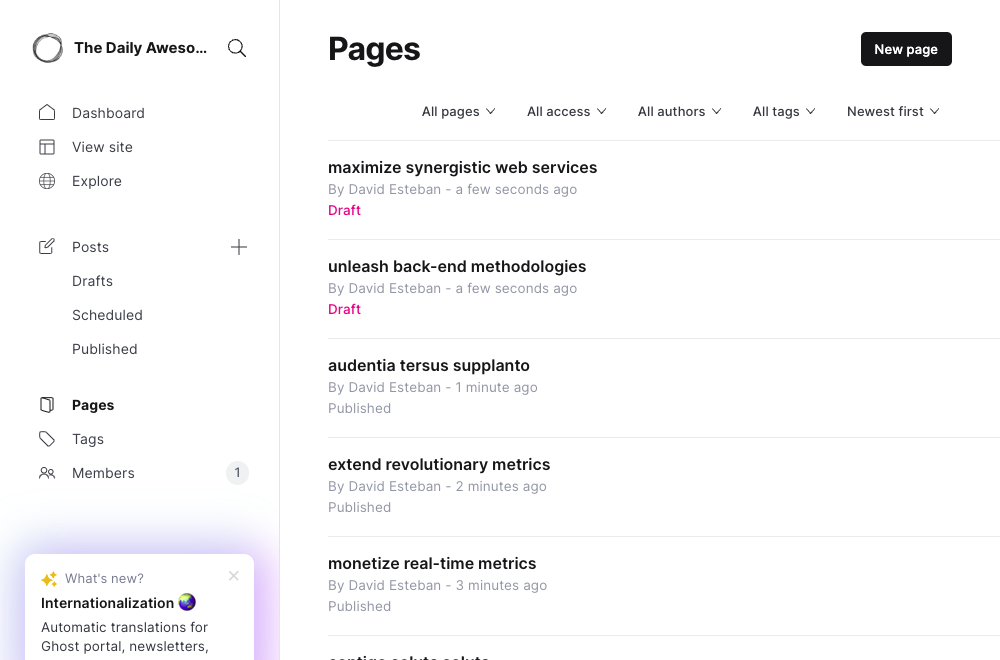 The Daily Aweso...
Dashboard
View site
Explore
Posts
Drafts
Scheduled
Published
Pages
Tags
Members 1
What's new?
Internationalization
Automatic translations for
Ghost portal, newsletters,
Pages
New page
All pages All access All authors All tags Newest first
maximize synergistic web services
By David Esteban - a few seconds ago
Draft
unleash back-end methodologies
By David Esteban - a few seconds ago
Draft
audentia tersus supplanto
By David Esteban - 1 minute ago
Published
extend revolutionary metrics
By David Esteban - 2 minutes ago
Published
monetize real-time metrics
By David Esteban - 3 minutes ago
Published